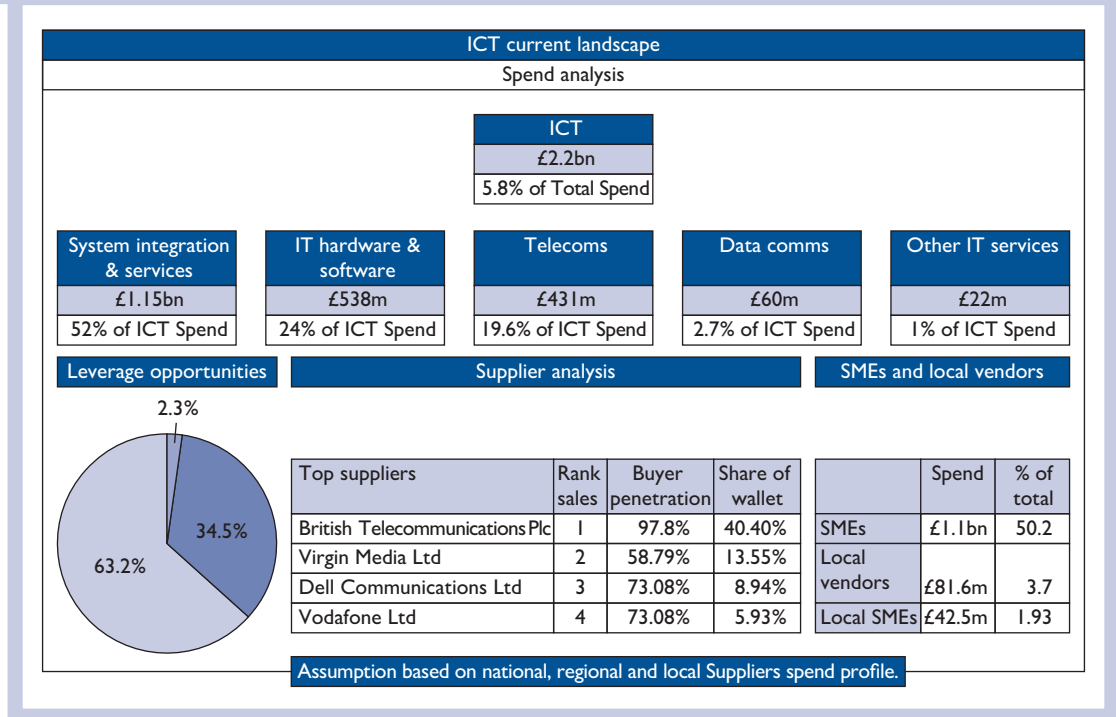 ICT current landscape
Spend analysis
ICT
£2.2bn
5.8% of Total Spend
System integration
& services
£1.15bn
52% of ICT Spend
IT hardware &
software
£538m
24% of ICT Spend
Telecoms
£431m
19.6% of ICT Spend
Data comms
£60m
2.7% of ICT Spend
Other IT services
£22m
1% of ICT Spend
Leverage opportunities
2.3%
34.5%
63.2%
Supplier analysis
Top suppliers Rank sales Buyer penetration Share of wallet
British Telecommunications Plc 1 97.8% 40.40%
Virgin Media Ltd 2 58.79% 13.55%
Dell Communications Ltd 3 73.08% 8.94%
Vodafone Ltd 4 73.08% 5.93%
SMEs and local vendors
Spend % of total
SMEs £1.1bn 50.2
Local vendors £81.6m 3.7
Local SMEs £42.5m 1.93
Assumption based on national, regional and local Suppliers spend profile.